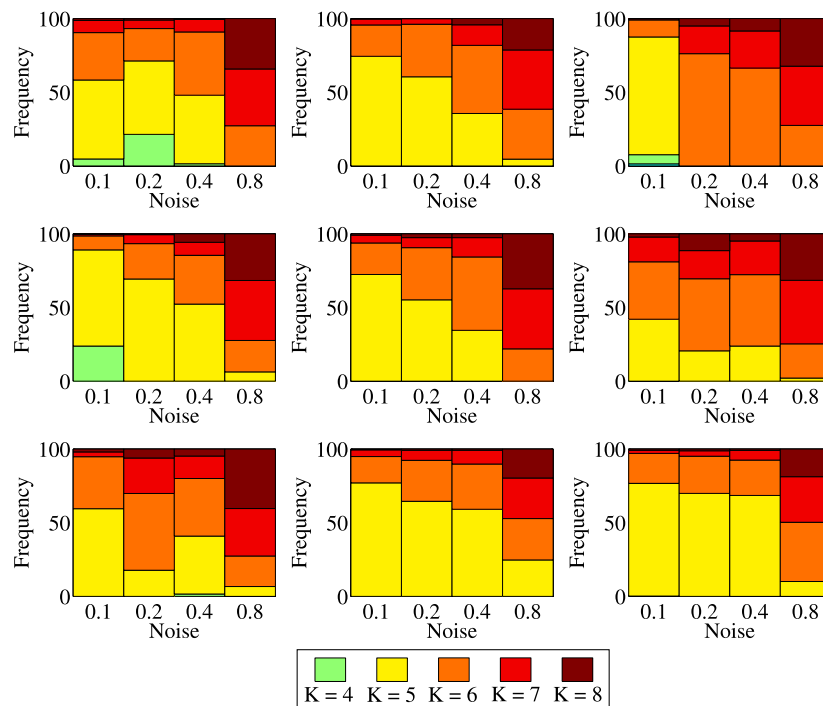 100 100 100
Frequency Frequency Frequency
50 50 50
0 0 0
0.1 0.2 0.4 0.8 0.1 0.2 0.4 0.8 0.1 0.2 0.4 0.8
Noise Noise Noise
100 100 100
Frequency Frequency Frequency
50 50 50
0 0 0
0.1 0.2 0.4 0.8 0.1 0.2 0.4 0.8 0.1 0.2 0.4 0.8
Noise Noise Noise
100 100 100
Frequency Frequency Frequency
50 50 50
0 0 0
0.1 0.2 0.4 0.8 0.1 0.2 0.4 0.8 0.1 0.2 0.4 0.8
Noise Noise Noise
K = 4 K = 5 K = 6 K = 7 K = 8